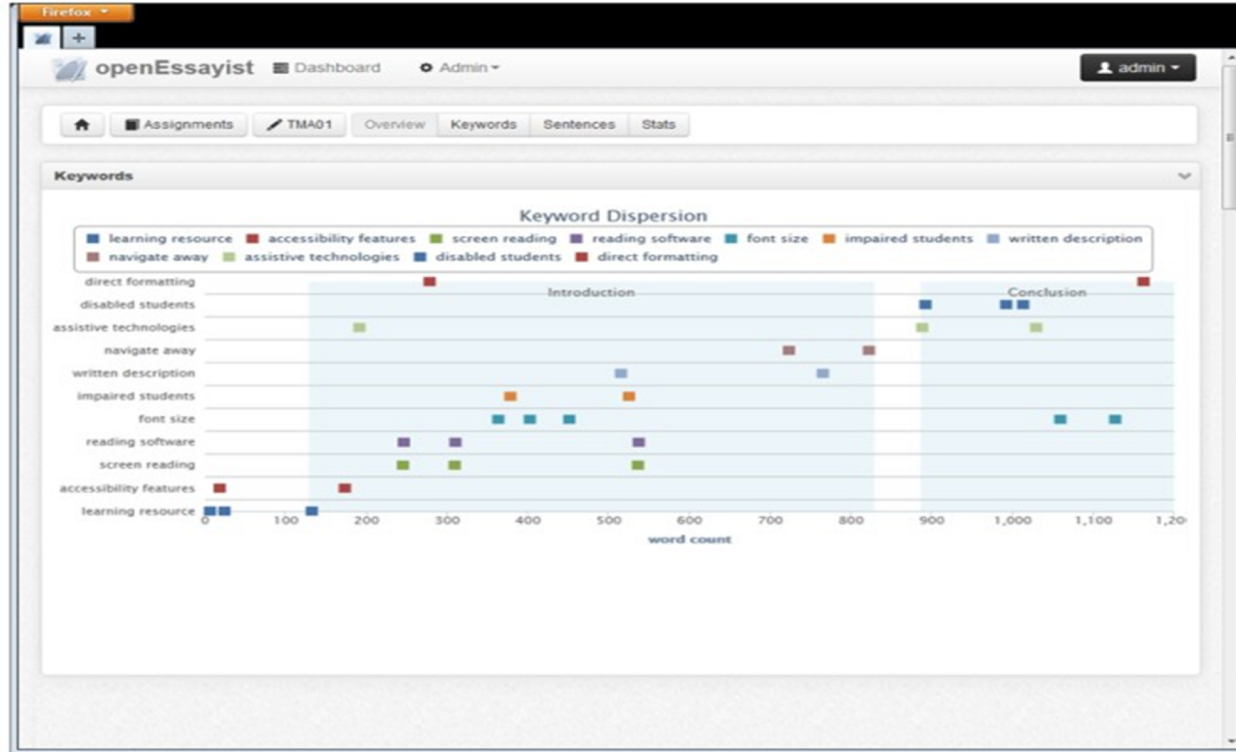 Firefox
+
openEssayist Dashboard Admin admin
Assignments TMA01 Overview Keywords Sentences Stats
Keywords
Keyword Dispersion
learning resource accessibility features screen reading reading software font size impaired students written description
navigate away assistive technologies disabled students direct formatting
direct formatting
Introduction Conclusion
disabled students
assistive technologies
navigate away
written description
impaired students
font size
reading software
screen reading
accessibility features
learning resource
0 100 200 300 400 500 600 700 800 900 1,000 1,100 1,20
word count